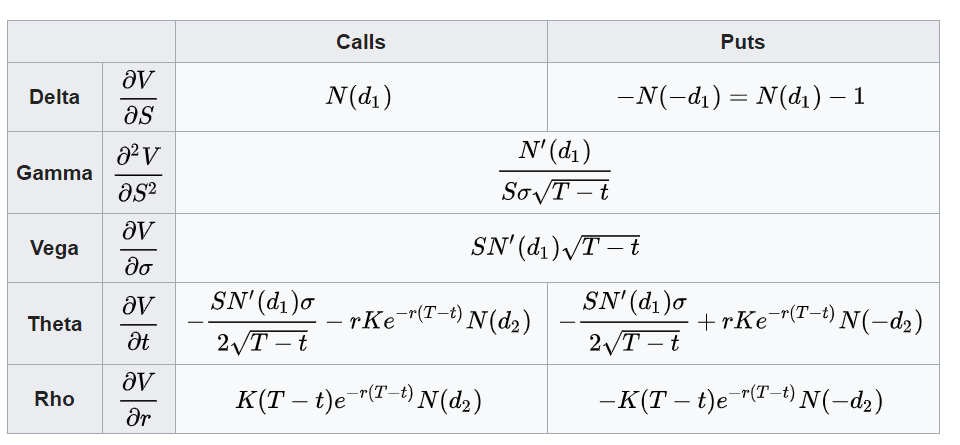 Calls Puts
Delta ∂V/∂S N(d₁) −N(−d₁) = N(d₁) − 1
Gamma ∂²V/∂S² N′(d₁)/(Sσ√(T − t))
Vega ∂V/∂σ SN′(d₁)√(T − t)
Theta ∂V/∂t −SN′(d₁)σ/(2√(T − t)) − rKe^(−r(T−t))N(d₂) −SN′(d₁)σ/(2√(T − t)) + rKe^(−r(T−t))N(−d₂)
Rho ∂V/∂r K(T − t)e^(−r(T−t))N(d₂) −K(T − t)e^(−r(T−t))N(−d₂)